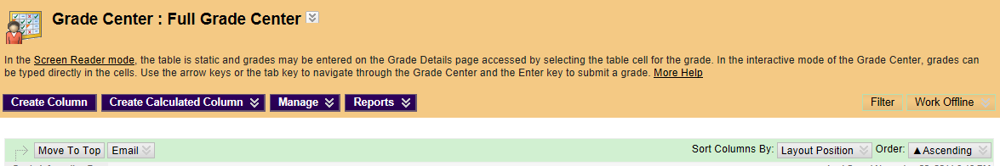 Grade Center : Full Grade Center
In the Screen Reader mode, the table is static and grades may be entered on the Grade Details page accessed by selecting the table cell for the grade. In the interactive mode of the Grade Center, grades can
be typed directly in the cells. Use the arrow keys or the tab key to navigate through the Grade Center and the Enter key to submit a grade. More Help
Create Column Create Calculated Column Manage Reports Filter Work Offline
Move To Top Email Sort Columns By: Layout Position Order: ▲Ascending